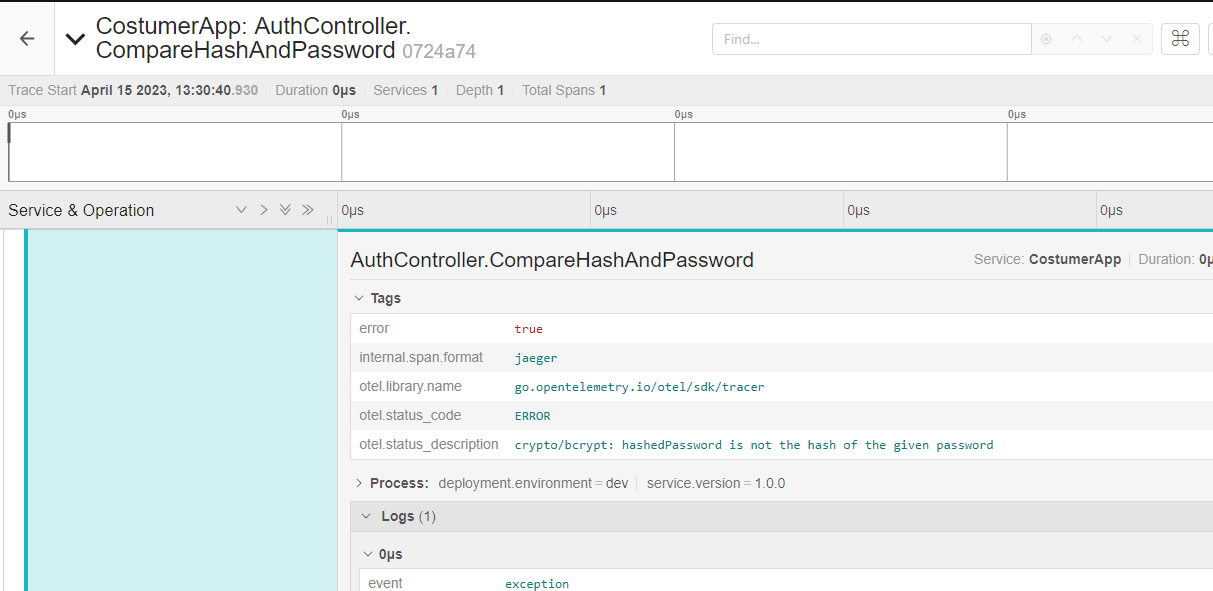 CostumerApp: AuthController.
CompareHashAndPassword 0724a74
Find...
Trace Start April 15 2023, 13:30:40.930 Duration 0μs Services 1 Depth 1 Total Spans 1
0μs 0μs 0μs 0μs
Service & Operation 0μs 0μs 0μs 0μs
AuthController.CompareHashAndPassword Service: CostumerApp Duration: 0μ
Tags
error true
internal.span.format jaeger
otel.library.name go.opentelemetry.io/otel/sdk/tracer
otel.status_code ERROR
otel.status_description crypto/bcrypt: hashedPassword is not the hash of the given password
Process: deployment.environment = dev service.version = 1.0.0
Logs (1)
0μs
event exception